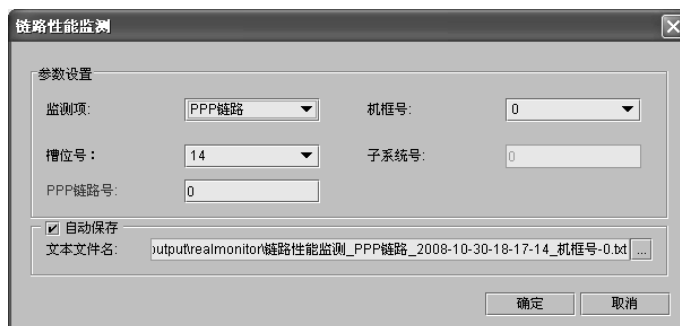 链路性能监测
参数设置
监测项: PPP链路 机框号: 0
槽位号： 14 子系统号: 0
PPP链路号: 0
自动保存
文本文件名: output\realmonitor\链路性能监测_PPP链路_2008-10-30-18-17-14_机框号-0.txt ...
确定 取消